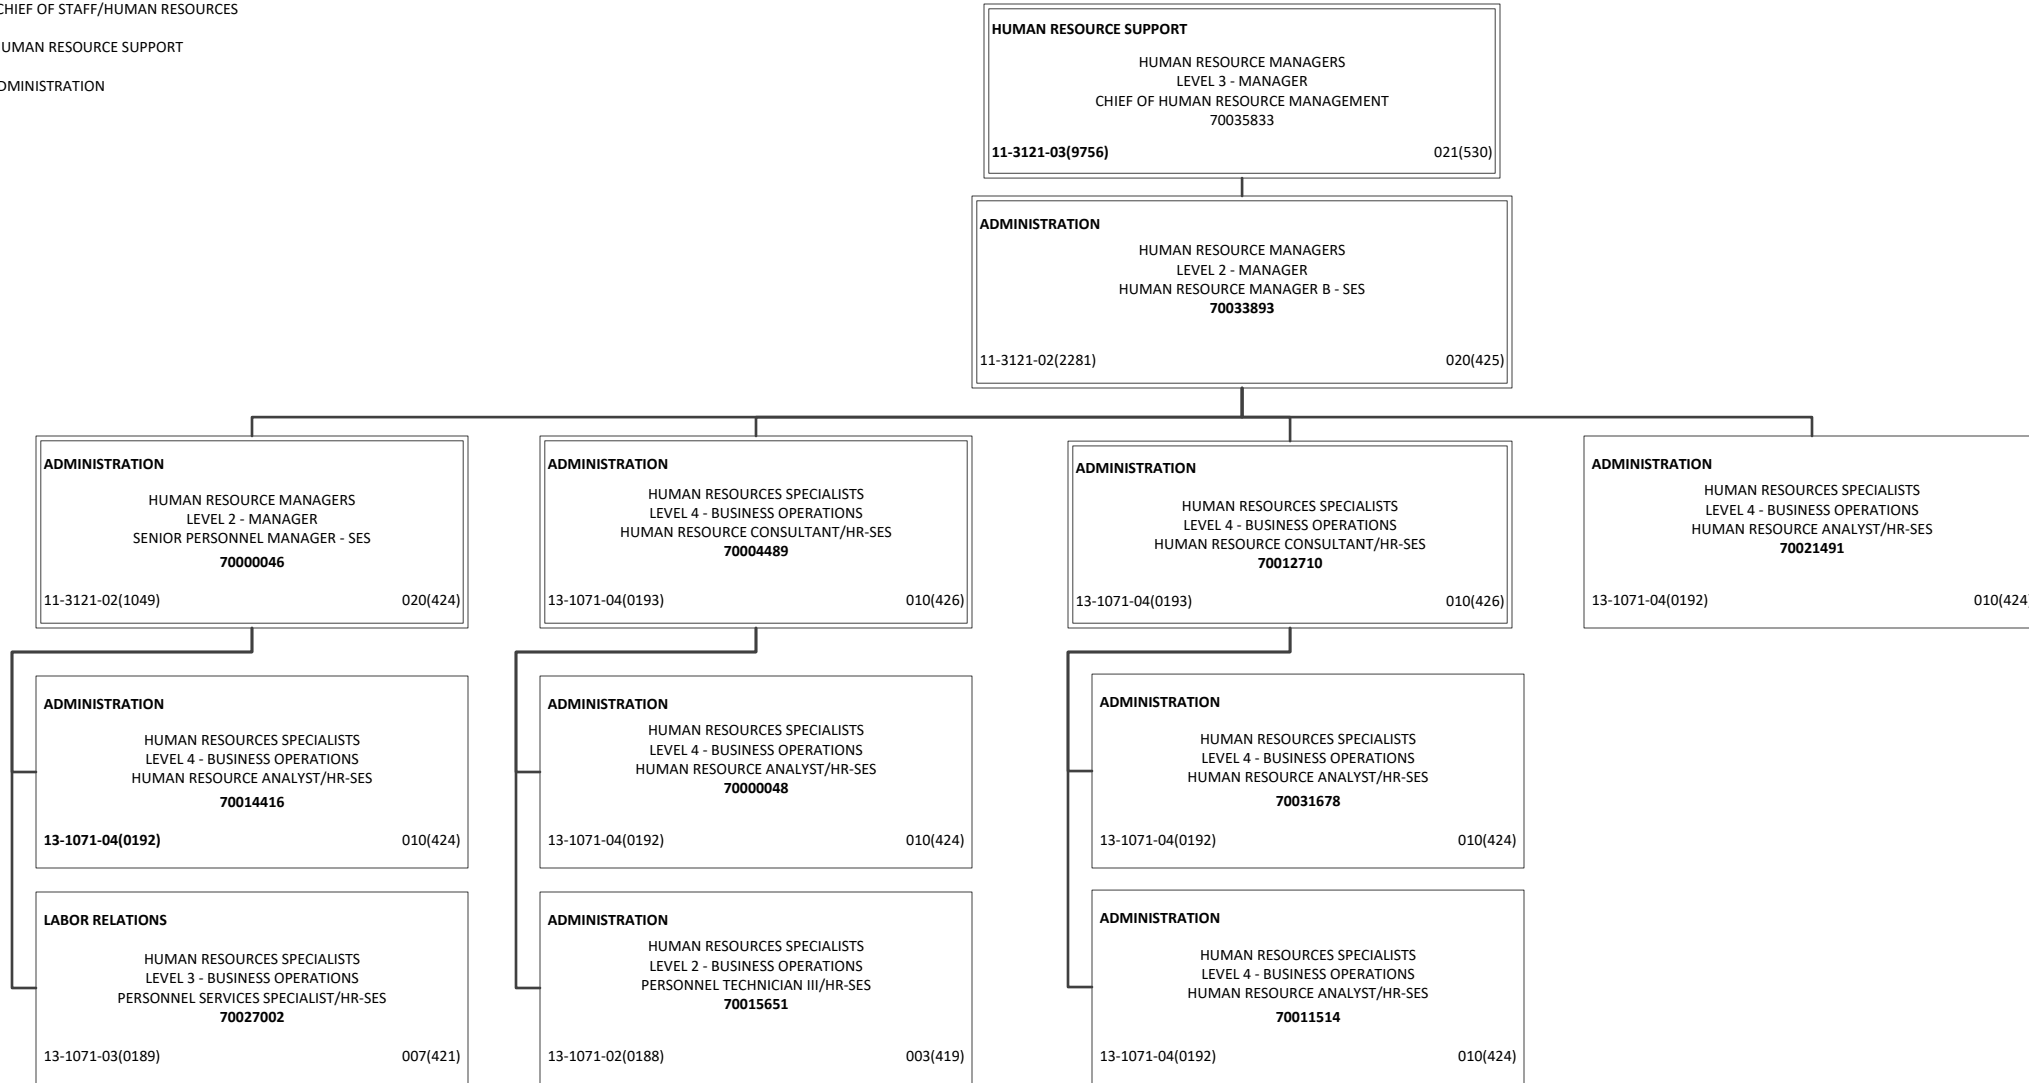 CHIEF OF STAFF/HUMAN RESOURCES
UMAN RESOURCE SUPPORT
DMINISTRATION
HUMAN RESOURCE SUPPORT
HUMAN RESOURCE MANAGERS
LEVEL 3 - MANAGER
CHIEF OF HUMAN RESOURCE MANAGEMENT
70035833
11-3121-03(9756) 021(530)
ADMINISTRATION
HUMAN RESOURCE MANAGERS
LEVEL 2 - MANAGER
HUMAN RESOURCE MANAGER B - SES
70033893
11-3121-02(2281) 020(425)
ADMINISTRATION
HUMAN RESOURCE MANAGERS
LEVEL 2 - MANAGER
SENIOR PERSONNEL MANAGER - SES
70000046
11-3121-02(1049) 020(424)
ADMINISTRATION
HUMAN RESOURCES SPECIALISTS
LEVEL 4 - BUSINESS OPERATIONS
HUMAN RESOURCE CONSULTANT/HR-SES
70004489
13-1071-04(0193) 010(426)
ADMINISTRATION
HUMAN RESOURCES SPECIALISTS
LEVEL 4 - BUSINESS OPERATIONS
HUMAN RESOURCE CONSULTANT/HR-SES
70012710
13-1071-04(0193) 010(426)
ADMINISTRATION
HUMAN RESOURCES SPECIALISTS
LEVEL 4 - BUSINESS OPERATIONS
HUMAN RESOURCE ANALYST/HR-SES
70021491
13-1071-04(0192) 010(424)
ADMINISTRATION
HUMAN RESOURCES SPECIALISTS
LEVEL 4 - BUSINESS OPERATIONS
HUMAN RESOURCE ANALYST/HR-SES
70014416
13-1071-04(0192) 010(424)
ADMINISTRATION
HUMAN RESOURCES SPECIALISTS
LEVEL 4 - BUSINESS OPERATIONS
HUMAN RESOURCE ANALYST/HR-SES
70000048
13-1071-04(0192) 010(424)
ADMINISTRATION
HUMAN RESOURCES SPECIALISTS
LEVEL 4 - BUSINESS OPERATIONS
HUMAN RESOURCE ANALYST/HR-SES
70031678
13-1071-04(0192) 010(424)
LABOR RELATIONS
HUMAN RESOURCES SPECIALISTS
LEVEL 3 - BUSINESS OPERATIONS
PERSONNEL SERVICES SPECIALIST/HR-SES
70027002
13-1071-03(0189) 007(421)
ADMINISTRATION
HUMAN RESOURCES SPECIALISTS
LEVEL 2 - BUSINESS OPERATIONS
PERSONNEL TECHNICIAN III/HR-SES
70015651
13-1071-02(0188) 003(419)
ADMINISTRATION
HUMAN RESOURCES SPECIALISTS
LEVEL 4 - BUSINESS OPERATIONS
HUMAN RESOURCE ANALYST/HR-SES
70011514
13-1071-04(0192) 010(424)